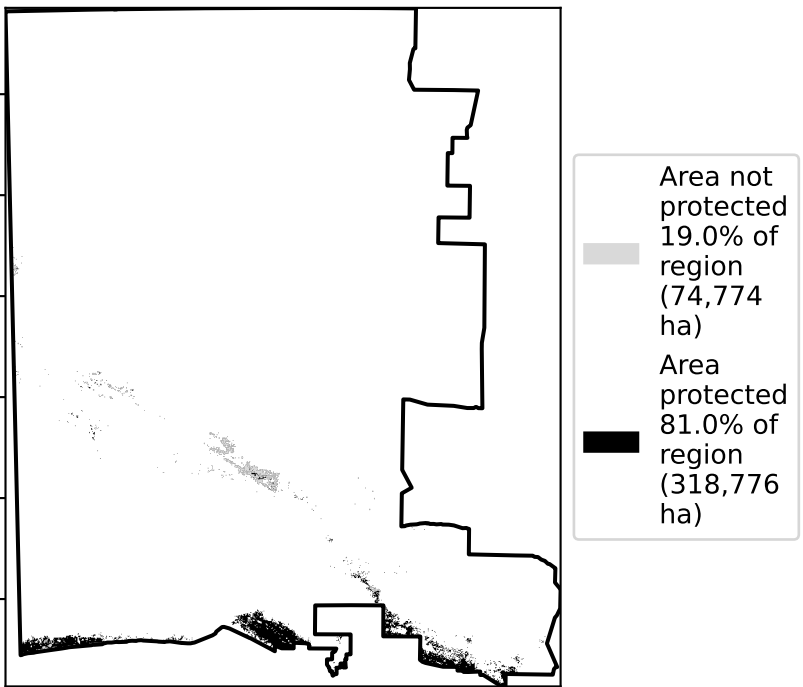 Area not
protected
19.0% of
region
(74,774
ha)
Area
protected
81.0% of
region
(318,776
ha)